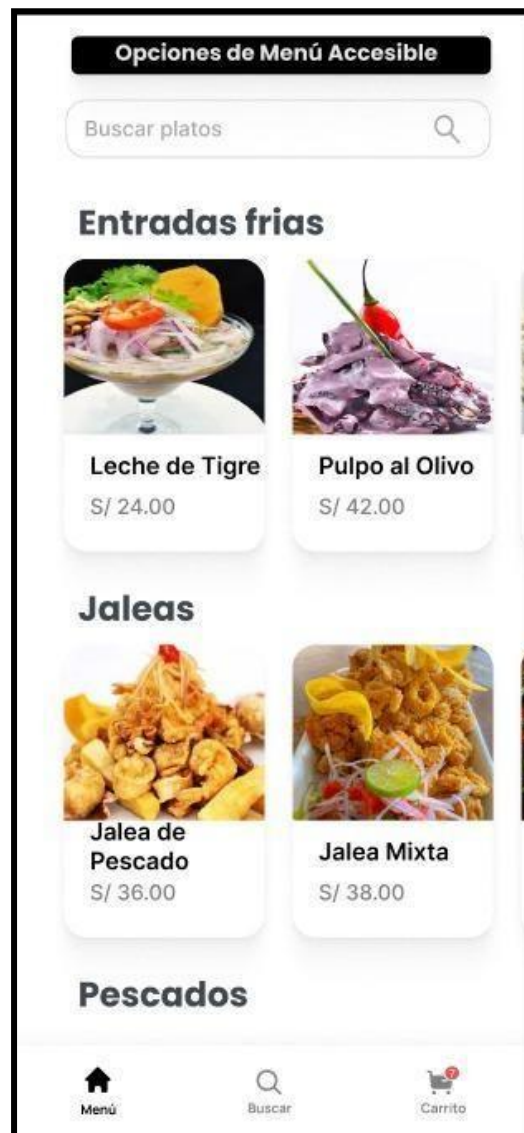 Opciones de Menú Accesible
Buscar platos
Entradas frias
Leche de Tigre
Pulpo al Olivo
S/ 24.00
S/ 42.00
Jaleas
Jalea de
Pescado
Jalea Mixta
S/ 36.00
S/ 38.00
Pescados
7
Menú
Buscar
Carrito